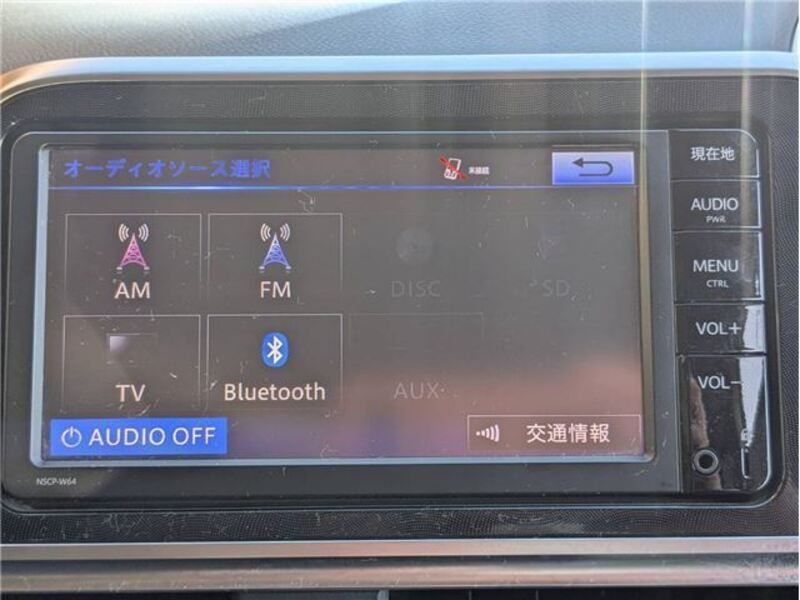 オーディオソース選択
未接続
AM
FM
DISC
SD
TV
Bluetooth
AUX
AUDIO OFF
交通情報
NSCP-W64
現在地
AUDIO
PWR
MENU
CTRL
VOL+
VOL-